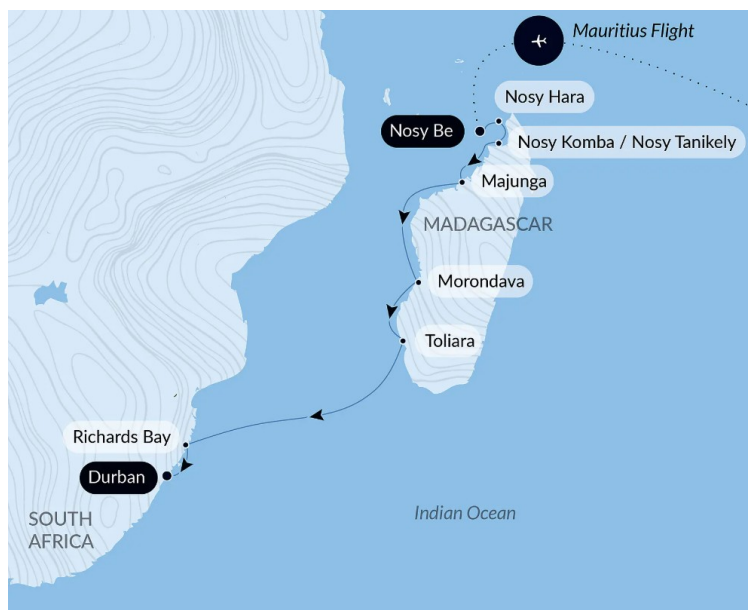 Mauritius Flight
Nosy Hara
Nosy Be
Nosy Komba / Nosy Tanikely
Majunga
MADAGASCAR
Morondava
Toliara
Richards Bay
Durban
SOUTH
AFRICA
Indian Ocean